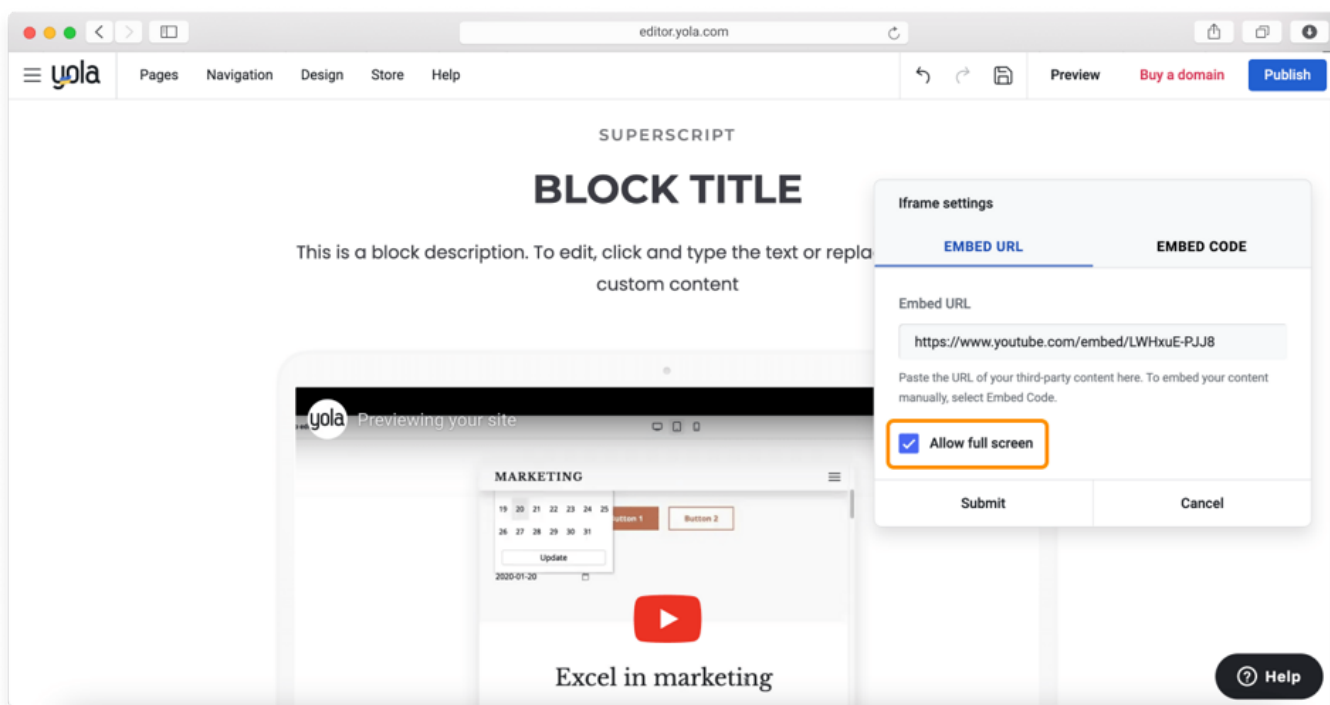 editor.yola.com
yola
Pages Navigation Design Store Help
Preview Buy a domain Publish
SUPERSCRIPT
BLOCK TITLE
This is a block description. To edit, click and type the text or repla
custom content
Iframe settings
EMBED URL EMBED CODE
Embed URL
https://www.youtube.com/embed/LWHxuE-PJJ8
Paste the URL of your third-party content here. To embed your content
manually, select Embed Code.
Allow full screen
Submit Cancel
yola Previewing your site
MARKETING
19 20 21 22 23 24 25
26 27 28 29 30 31
Update
utton 1 Button 2
2020-01-20
Excel in marketing
Help